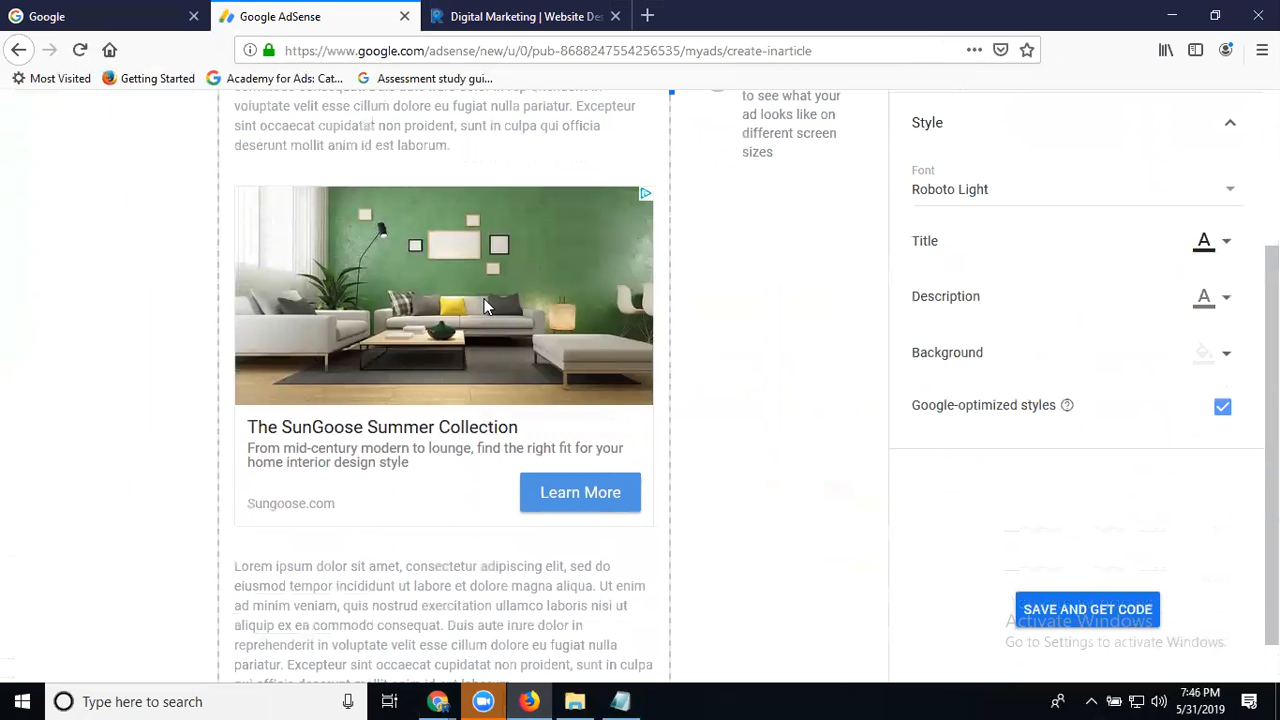 Google
Google AdSense
Digital Marketing | Website Des
https://www.google.com/adsense/new/u/0/pub-8688247554256535/myads/create-inarticle
Most Visited
Getting Started
Academy for Ads: Cat...
Assessment study gui...
voluptate velit esse cillum dolore eu fugiat nulla pariatur. Excepteur
sint occaecat cupidatat non proident, sunt in culpa qui officia
deserunt mollit anim id est laborum.
to see what your
ad looks like on
different screen
sizes
Style
Font
Roboto Light
Title
A
Description
A
Background
Google-optimized styles
The SunGoose Summer Collection
From mid-century modern to lounge, find the right fit for your
home interior design style
Learn More
Sungoose.com
Lorem ipsum dolor sit amet, consectetur adipiscing elit, sed do
eiusmod tempor incididunt ut labore et dolore magna aliqua. Ut enim
ad minim veniam, quis nostrud exercitation ullamco laboris nisi ut
aliquip ex ea commodo consequat. Duis aute irure dolor in
reprehenderit in voluptate velit esse cillum dolore eu fugiat nulla
pariatur. Excepteur sint occaecat cupidatat non proident, sunt in culpa
SAVE AND GET CODE
Activate Windows
Go to Settings to activate Windows.
Type here to search
7:46 PM
5/31/2019